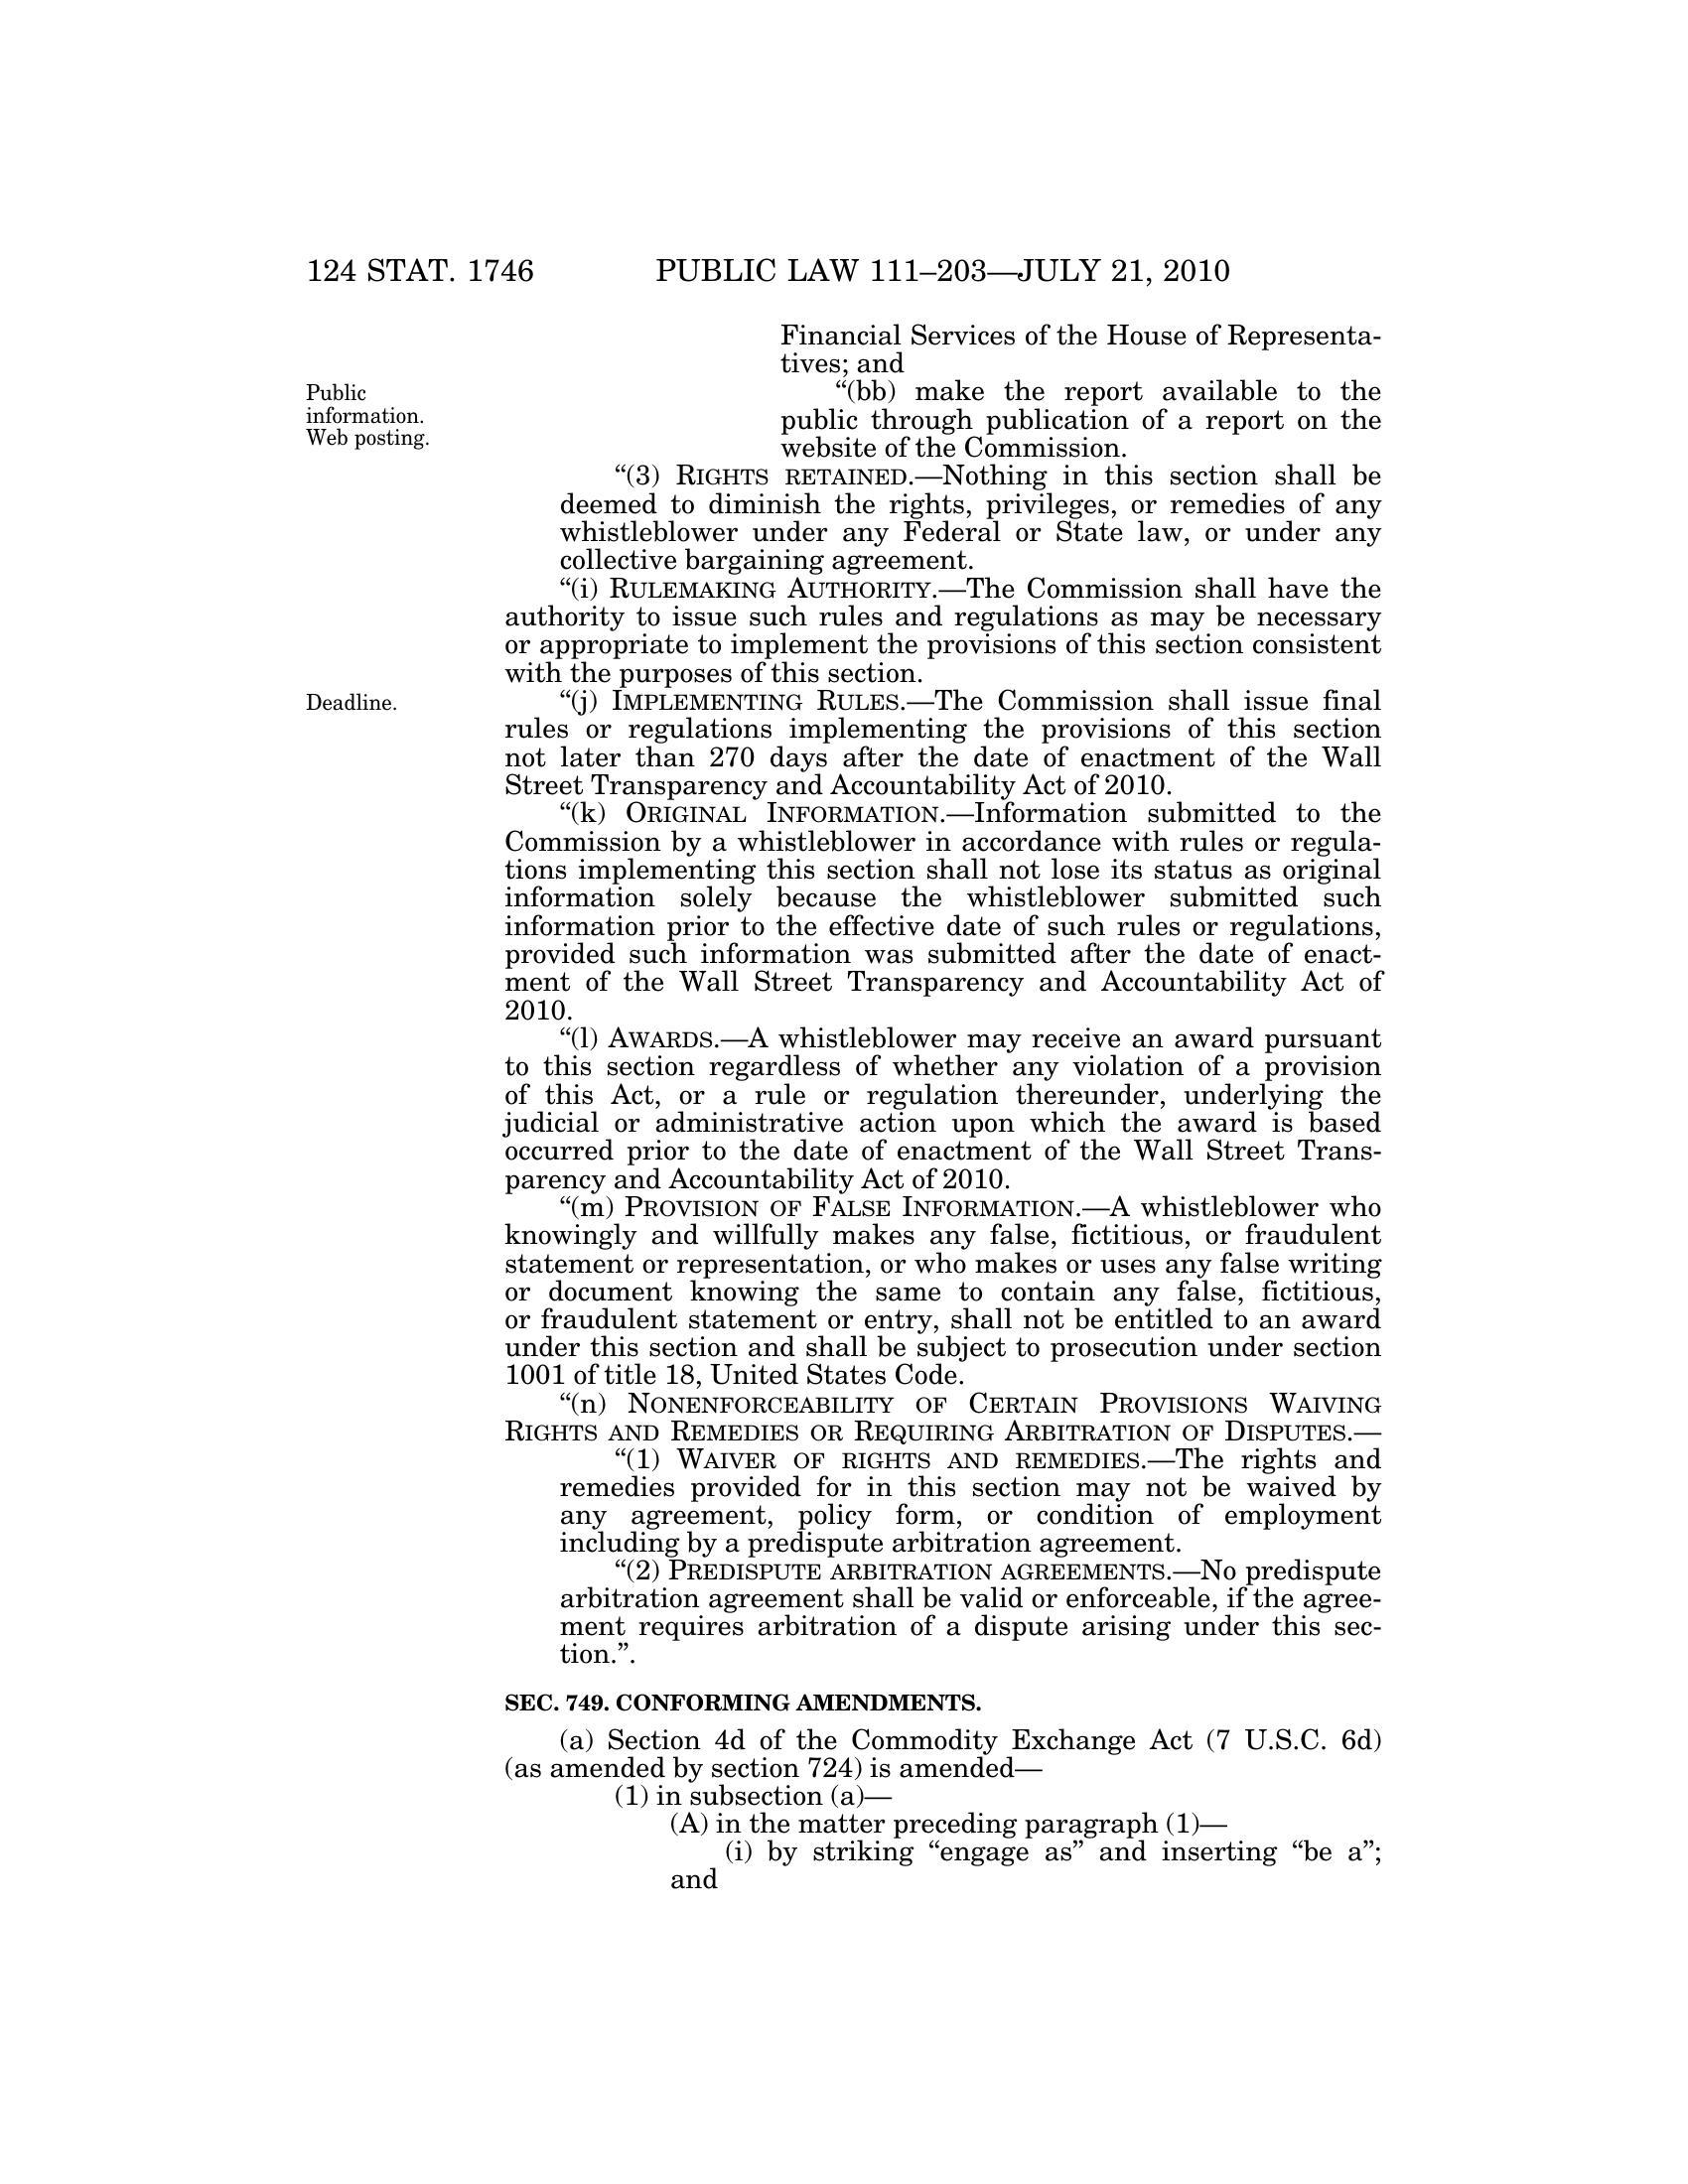 124 STAT. 1746 PUBLIC LAW 111–203—JULY 21, 2010
Financial Services of the House of Representa-
tives; and
Public
information.
Web posting.
“(bb) make the report available to the
public through publication of a report on the
website of the Commission.
“(3) RIGHTS RETAINED.—Nothing in this section shall be
deemed to diminish the rights, privileges, or remedies of any
whistleblower under any Federal or State law, or under any
collective bargaining agreement.
“(i) RULEMAKING AUTHORITY.—The Commission shall have the
authority to issue such rules and regulations as may be necessary
or appropriate to implement the provisions of this section consistent
with the purposes of this section.
Deadline.
“(j) IMPLEMENTING RULES.—The Commission shall issue final
rules or regulations implementing the provisions of this section
not later than 270 days after the date of enactment of the Wall
Street Transparency and Accountability Act of 2010.
“(k) ORIGINAL INFORMATION.—Information submitted to the
Commission by a whistleblower in accordance with rules or regula-
tions implementing this section shall not lose its status as original
information solely because the whistleblower submitted such
information prior to the effective date of such rules or regulations,
provided such information was submitted after the date of enact-
ment of the Wall Street Transparency and Accountability Act of
2010.
“(l) AWARDS.—A whistleblower may receive an award pursuant
to this section regardless of whether any violation of a provision
of this Act, or a rule or regulation thereunder, underlying the
judicial or administrative action upon which the award is based
occurred prior to the date of enactment of the Wall Street Trans-
parency and Accountability Act of 2010.
“(m) PROVISION OF FALSE INFORMATION.—A whistleblower who
knowingly and willfully makes any false, fictitious, or fraudulent
statement or representation, or who makes or uses any false writing
or document knowing the same to contain any false, fictitious,
or fraudulent statement or entry, shall not be entitled to an award
under this section and shall be subject to prosecution under section
1001 of title 18, United States Code.
“(n) NONENFORCEABILITY OF CERTAIN PROVISIONS WAIVING
RIGHTS AND REMEDIES OR REQUIRING ARBITRATION OF DISPUTES.—
“(1) WAIVER OF RIGHTS AND REMEDIES.—The rights and
remedies provided for in this section may not be waived by
any agreement, policy form, or condition of employment
including by a predispute arbitration agreement.
“(2) PREDISPUTE ARBITRATION AGREEMENTS.—No predispute
arbitration agreement shall be valid or enforceable, if the agree-
ment requires arbitration of a dispute arising under this sec-
tion.”.
SEC. 749. CONFORMING AMENDMENTS.
(a) Section 4d of the Commodity Exchange Act (7 U.S.C. 6d)
(as amended by section 724) is amended—
(1) in subsection (a)—
(A) in the matter preceding paragraph (1)—
(i) by striking “engage as” and inserting “be a”;
and